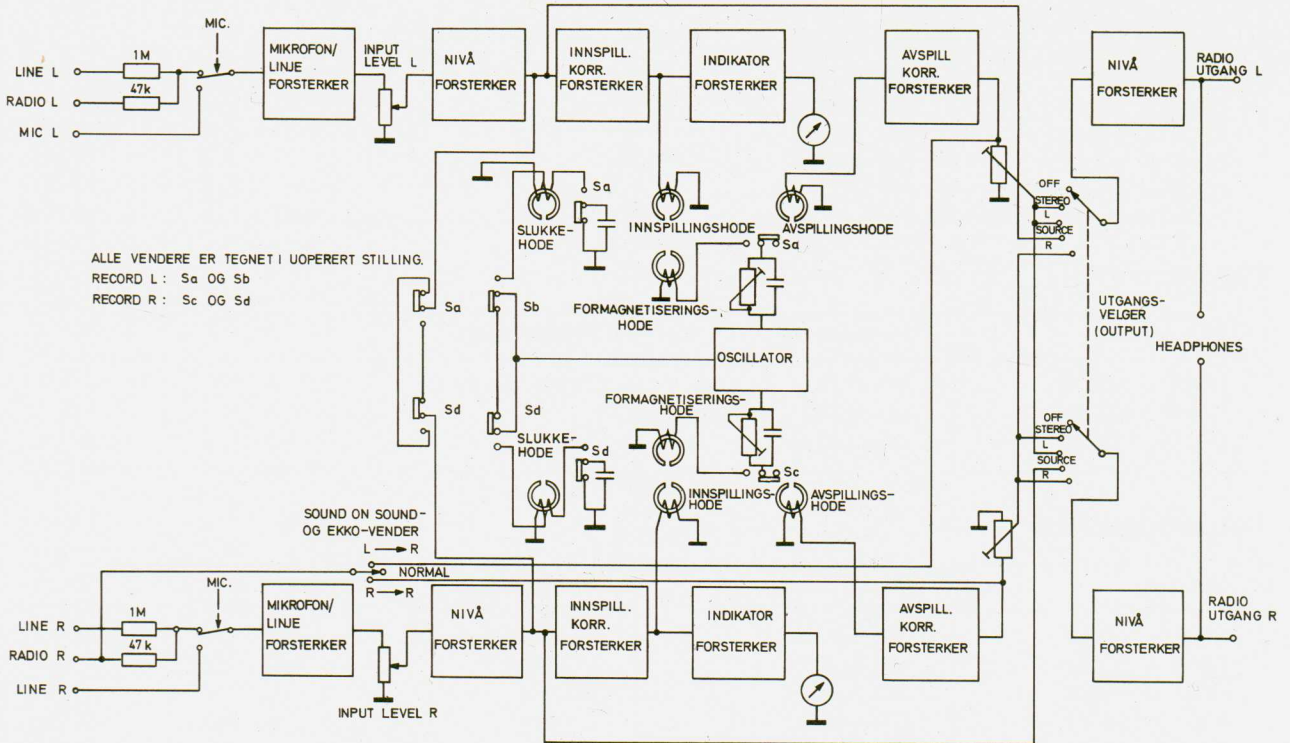 MIC.
1M
LINE L
47k
RADIO L
MIC L
MIKROFON/
LINJE
FORSTERKER
INPUT
LEVEL L
NIVÅ
FORSTERKER
INNSPILL.
KORR.
FORSTERKER
INDIKATOR
FORSTERKER
AVSPILL
KORR.
FORSTERKER
NIVÅ
FORSTERKER
RADIO
UTGANG L
Sa
SLUKKE-
HODE
INNSPILLINGSHODE
AVSPILLINGSHODE
Sa
OFF
STEREO
L
SOURCE
R
ALLE VENDERE ER TEGNET I UOPERERT STILLING.
RECORD L: Sa OG Sb
RECORD R: Sc OG Sd
Sa
Sb
FORMAGNETISERINGS-
HODE
OSCILLATOR
UTGANGS-
VELGER
(OUTPUT)
HEADPHONES
FORMAGNETISERINGS-
HODE
Sd
Sd
SLUKKE-
HODE
Sd
Sc
INNSPILLINGS-
HODE
AVSPILLINGS-
HODE
OFF
STEREO
L
SOURCE
R
SOUND ON SOUND-
OG EKKO-VENDER
L → R
NORMAL
R → R
MIC.
1M
LINE R
47k
RADIO R
LINE R
MIKROFON/
LINJE
FORSTERKER
INPUT LEVEL R
NIVÅ
FORSTERKER
INNSPILL.
KORR.
FORSTERKER
INDIKATOR
FORSTERKER
AVSPILL.
KORR.
FORSTERKER
NIVÅ
FORSTERKER
RADIO
UTGANG R